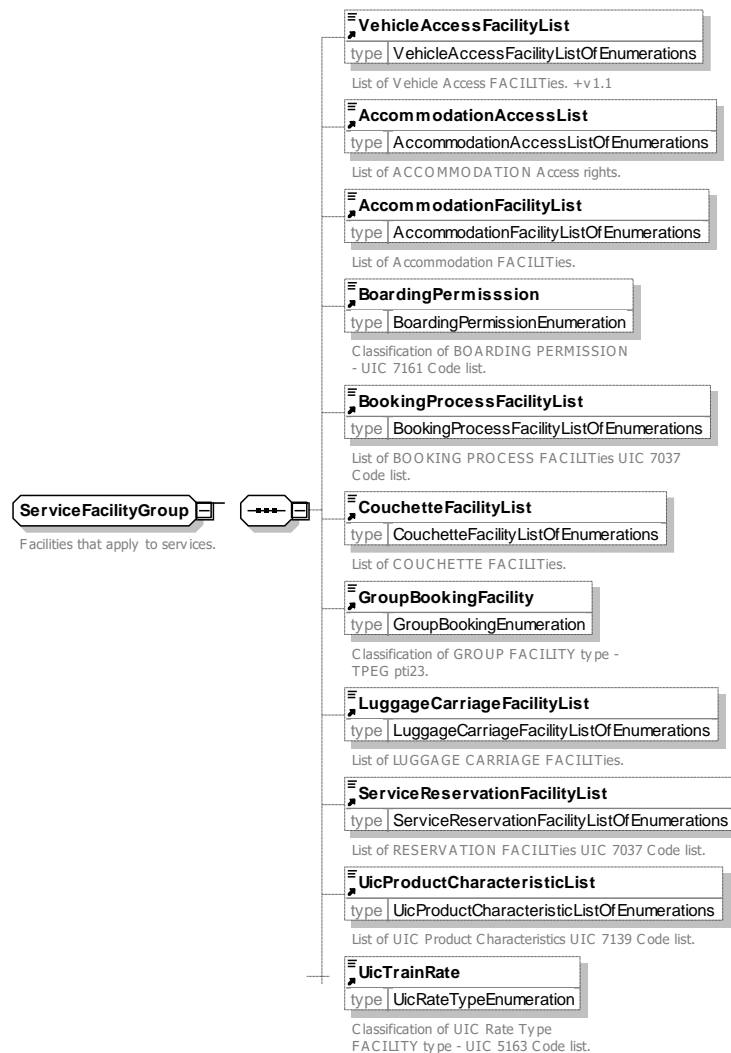 VehicleAccessFacilityList
type VehicleAccessFacilityListOfEnumerations
List of Vehicle Access FACILITies. +v1.1
AccommodationAccessList
type AccommodationAccessListOfEnumerations
List of ACCOMMODATION Access rights.
AccommodationFacilityList
type AccommodationFacilityListOfEnumerations
List of Accommodation FACILITies.
BoardingPermisssion
type BoardingPermissionEnumeration
Classification of BOARDING PERMISSION
- UIC 7161 Code list.
BookingProcessFacilityList
type BookingProcessFacilityListOfEnumerations
List of BOOKING PROCESS FACILITies UIC 7037
Code list.
ServiceFacilityGroup
Facilities that apply to services.
CouchetteFacilityList
type CouchetteFacilityListOfEnumerations
List of COUCHETTE FACILITies.
GroupBookingFacility
type GroupBookingEnumeration
Classification of GROUP FACILITY type -
TPEG pti23.
LuggageCarriageFacilityList
type LuggageCarriageFacilityListOfEnumerations
List of LUGGAGE CARRIAGE FACILITies.
ServiceReservationFacilityList
type ServiceReservationFacilityListOfEnumerations
List of RESERVATION FACILITies UIC 7037 Code list.
UicProductCharacteristicList
type UicProductCharacteristicListOfEnumerations
List of UIC Product Characteristics UIC 7139 Code list.
UicTrainRate
type UicRateTypeEnumeration
Classification of UIC Rate Type
FACILITY type - UIC 5163 Code list.